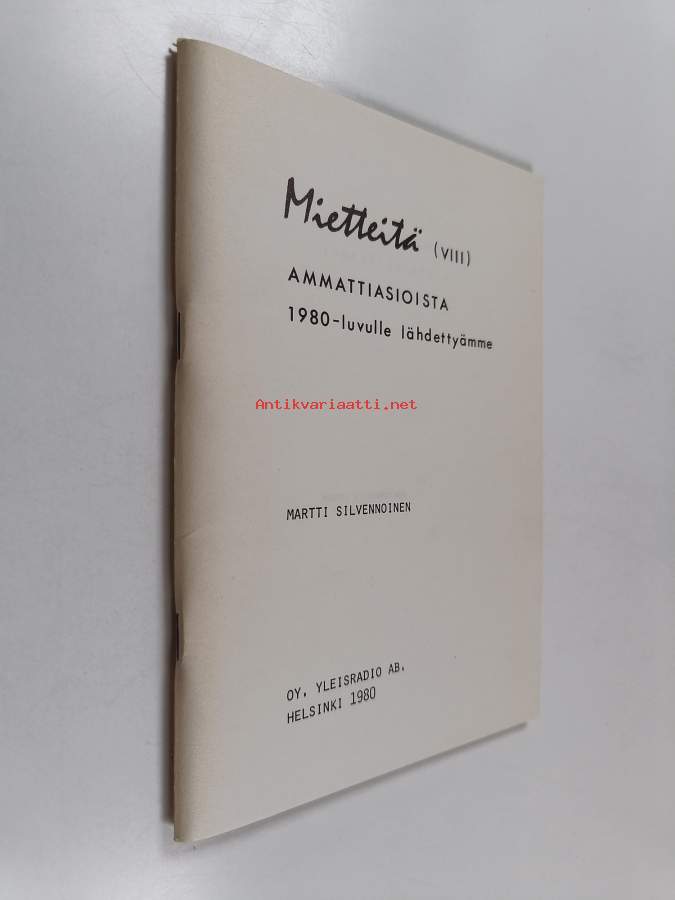 Mietteitä (VIII)
AMMATTIASIOISTA
1980-luvulle lähdettyämme
Antikvariaatti.net
MARTTI SILVENNOINEN
OY. YLEISRADIO AB.
HELSINKI 1980